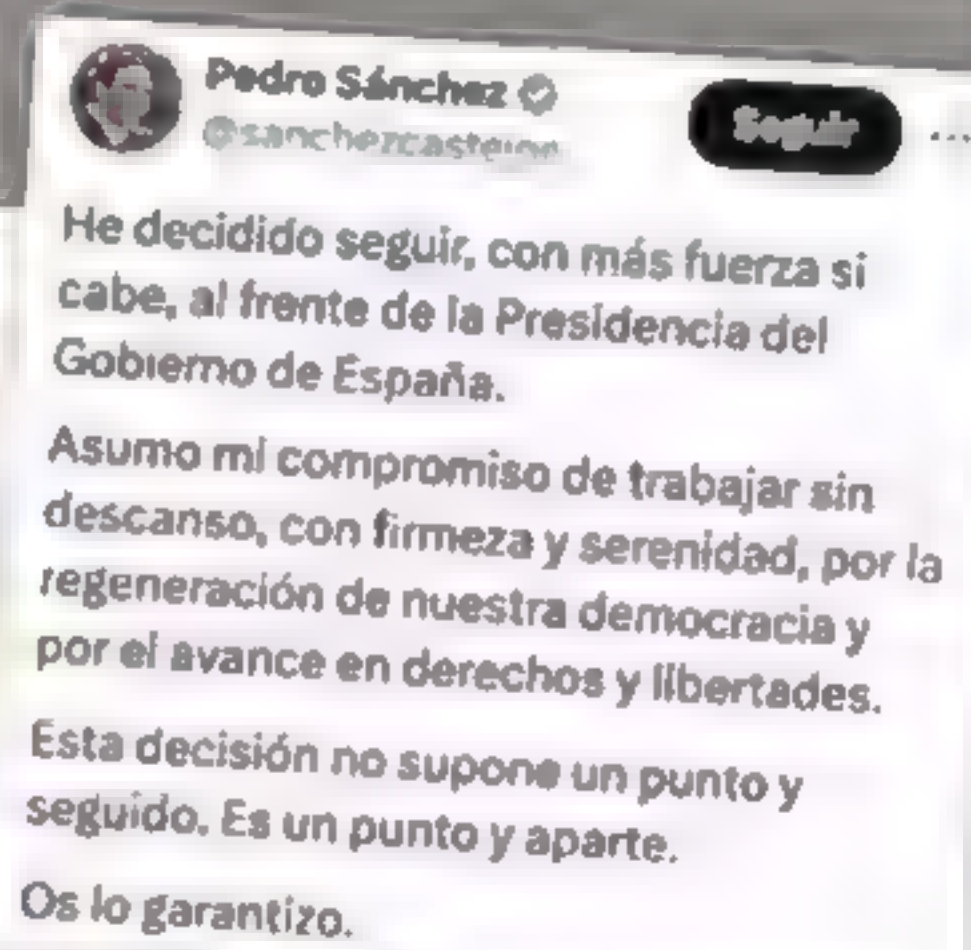 Pedro Sánchez
@sanchezcastejon
Seguir
He decidido seguir, con más fuerza si
cabe, al frente de la Presidencia del
Gobierno de España.
Asumo mi compromiso de trabajar sin
descanso, con firmeza y serenidad, por la
regeneración de nuestra democracia y
por el avance en derechos y libertades.
Esta decisión no supone un punto y
seguido. Es un punto y aparte.
Os lo garantizo.